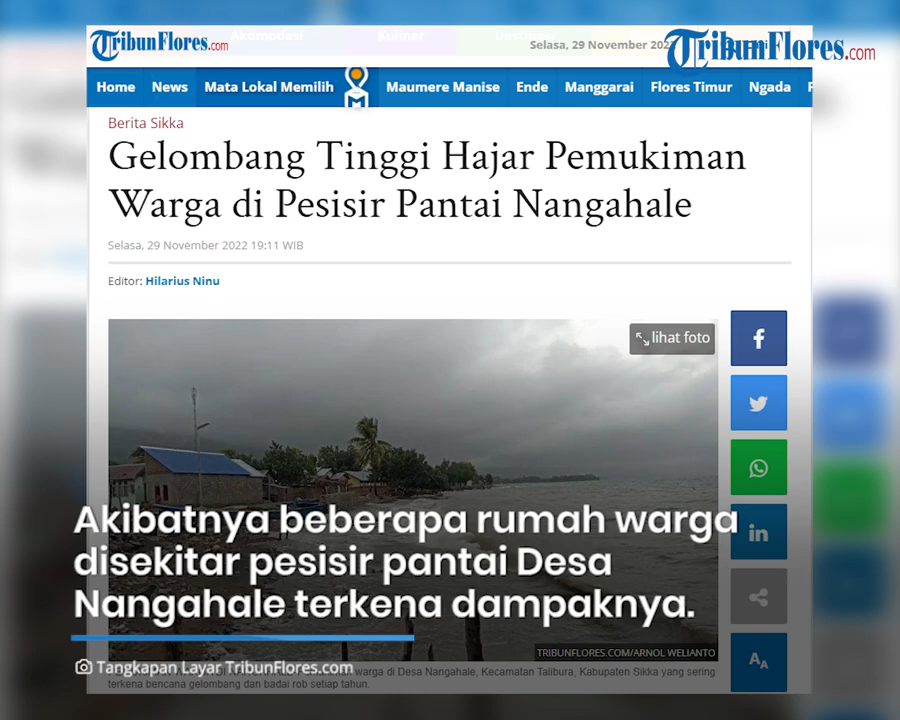 TribunFlores.com
Akomodesi
Kuliner
Selasa, 29 November 202
TribunFlores.com
Home News Mata Lokal Memilih M Maumere Manise Ende Manggarai Flores Timur Ngada
Berita Sikka
Gelombang Tinggi Hajar Pemukiman
Warga di Pesisir Pantai Nangahale
Selasa, 29 November 2022 19:11 WIB
Editor: Hilarius Ninu
lihat foto
Akibatnya beberapa rumah warga
disekitar pesisir pantai Desa
Nangahale terkena dampaknya.
TRIBUNFLORES.COM/ARNOL WELIANTO
Tangkapan Layar TribunFlores.com
warga di Desa Nangahale, Kecamatan Talibura, Kabupaten Sikka yang sering
terkena bencana gelombang dan badai rob setiap tahun.
AA